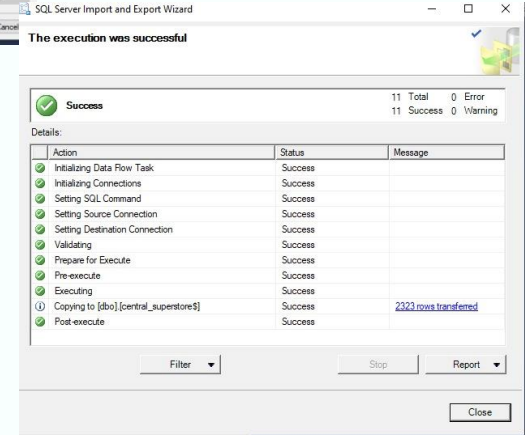 Cancel
SQL Server Import and Export Wizard
The execution was successful
Success
11 Total 0 Error
11 Success 0 Warning
Details:
Action Status Message
Initializing Data Flow Task Success
Initializing Connections Success
Setting SQL Command Success
Setting Source Connection Success
Setting Destination Connection Success
Validating Success
Prepare for Execute Success
Pre-execute Success
Executing Success
Copying to [dbo].[central_superstore$] 2323 rows transferred
Post-execute Success
Filter Stop Report
Close